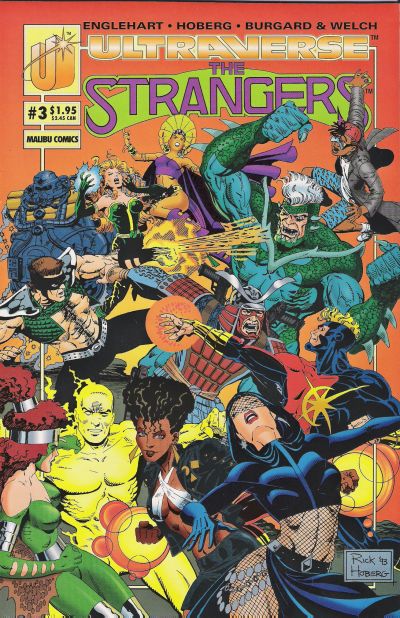 ENGLEHART • HOBERG • BURGARD & WELCH
U TM
ULTRAVERSE TM
THE
STRANGERS TM
#3 $1.95
$2.45 CAN
MALIBU COMICS
RICK '93
HOBERG